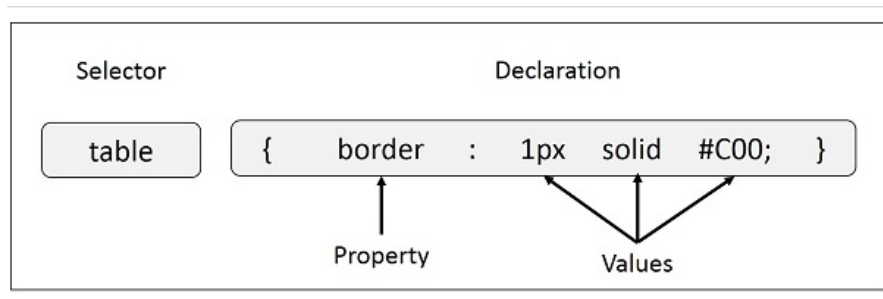 Selector Declaration
table { border : 1px solid #C00; }
Property Values